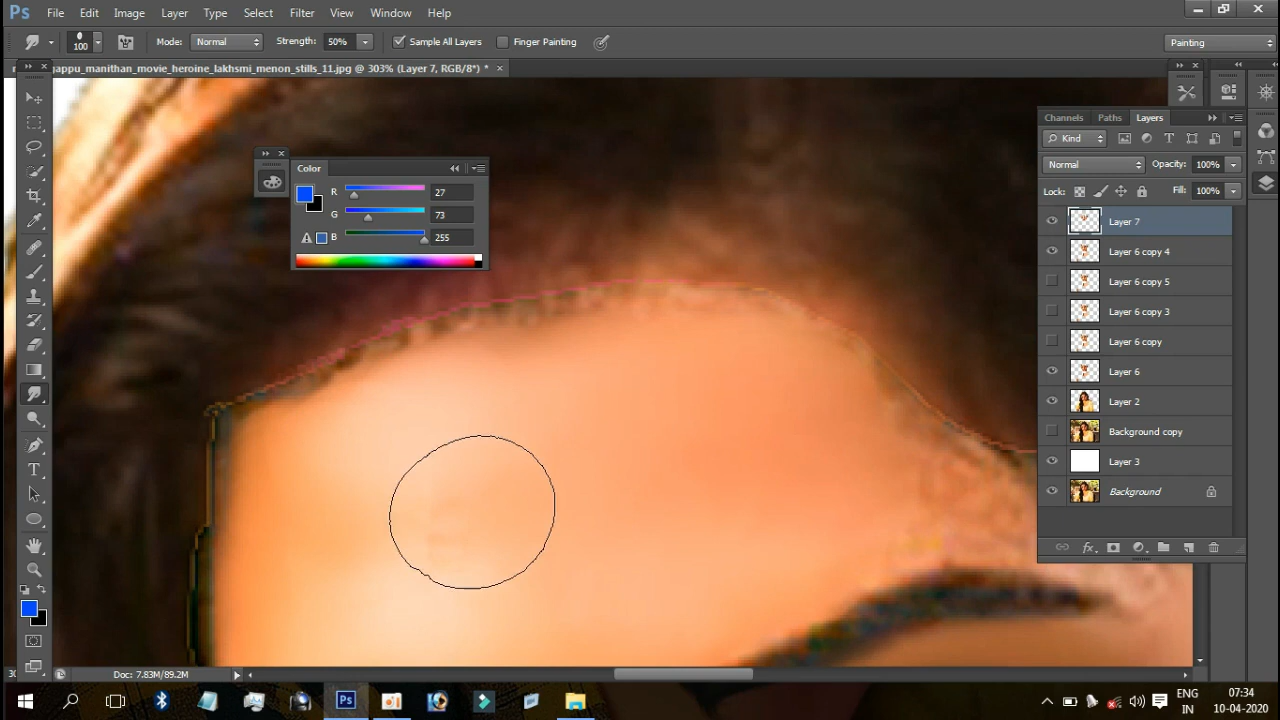 Ps File Edit Image Layer Type Select Filter View Window Help
100 Mode: Normal Strength: 50% Sample All Layers Finger Painting Painting
gappu_manithan_movie_heroine_lakhsmi_menon_stills_11.jpg @ 303% (Layer 7, RGB/8*) *
Color
R 27
G 73
B 255
Channels Paths Layers
Kind
Normal Opacity: 100%
Lock: Fill: 100%
Layer 7
Layer 6 copy 4
Layer 6 copy 5
Layer 6 copy 3
Layer 6 copy
Layer 6
Layer 2
Background copy
Layer 3
Background
fx
Doc: 7.83M/89.2M
Ps
ENG
IN
07:34
10-04-2020